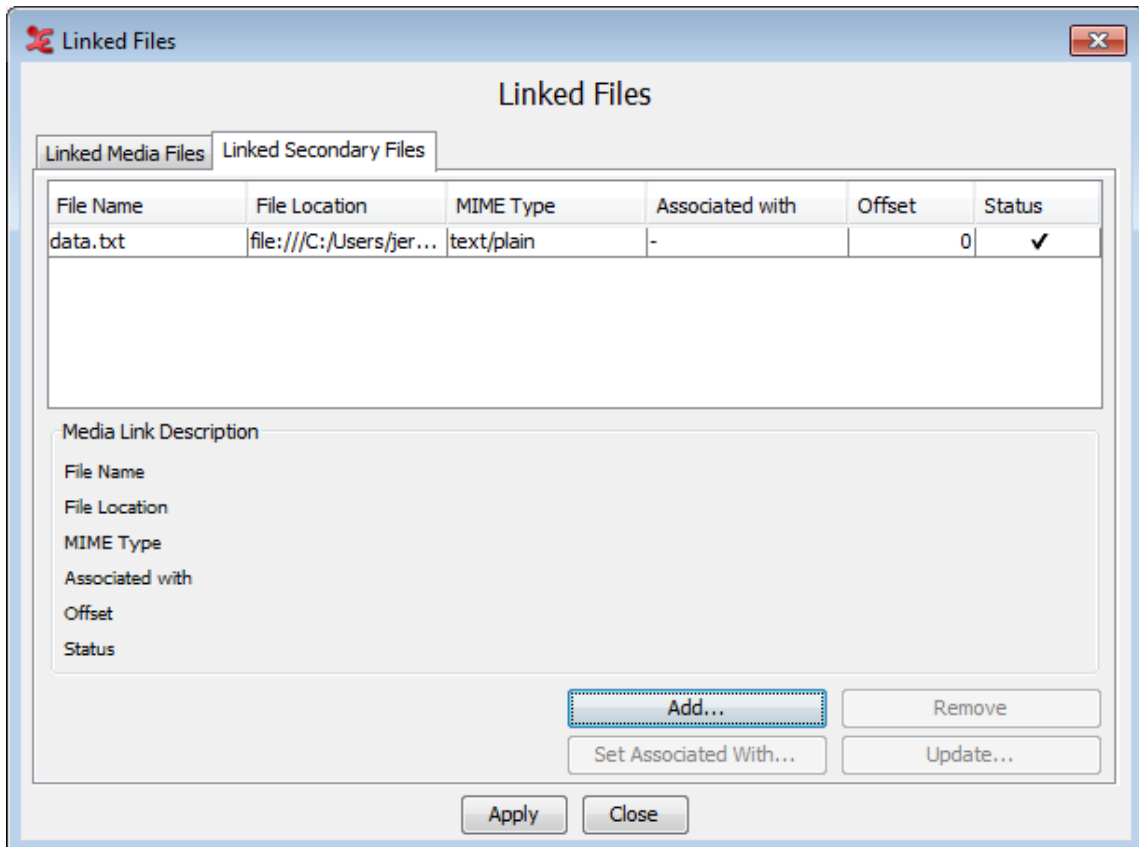 Linked Files
Linked Files
Linked Media Files Linked Secondary Files
File Name File Location MIME Type Associated with Offset Status
data.txt file:///C:/Users/jer... text/plain - 0 ✔
Media Link Description
File Name
File Location
MIME Type
Associated with
Offset
Status
Add... Remove
Set Associated With... Update...
Apply Close